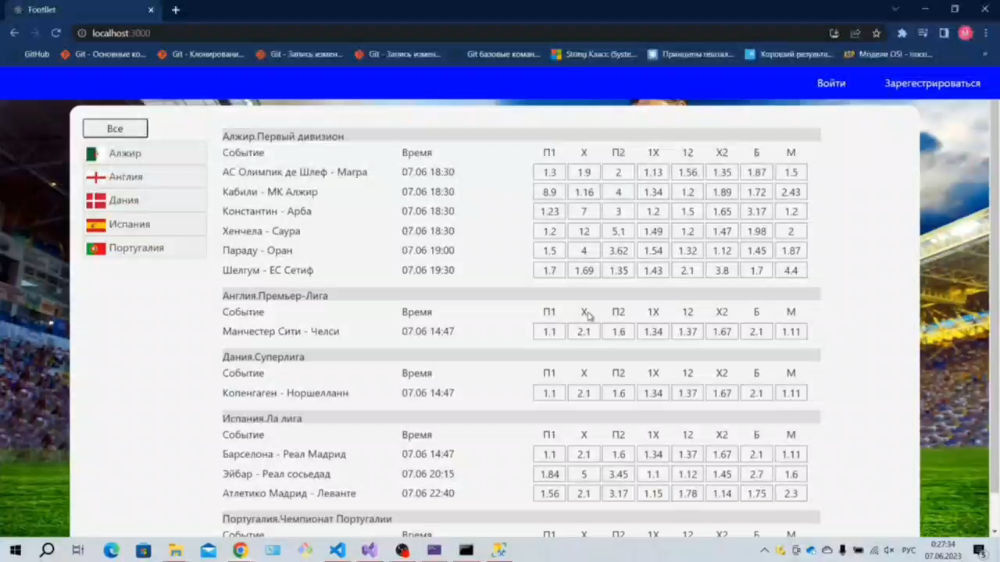 FootBet
localhost:3000
GitHub Git - Основные ко... Git - Клонировани... Git - Запись измен... Git - Запись измен... Git базовые коман... String Класс (Syste... Принципы гештал... Хороший результа... Модели OSI - посо...
Войти Зарегестрироваться
Все
Алжир
Англия
Дания
Испания
Португалия
Алжир.Первый дивизион
Событие Время П1 X П2 1X 12 X2 Б М
АС Олимпик де Шлеф - Магра 07.06 18:30 1.3 1.9 2 1.13 1.56 1.35 1.87 1.5
Кабили - МК Алжир 07.06 18:30 8.9 1.16 4 1.34 1.2 1.89 1.72 2.43
Константин - Арба 07.06 18:30 1.23 7 3 1.2 1.5 1.65 3.17 1.2
Хенчела - Саура 07.06 18:30 1.2 12 5.1 1.49 1.2 1.47 1.98 2
Параду - Оран 07.06 19:00 1.5 4 3.62 1.54 1.32 1.12 1.45 1.87
Шелгум - ЕС Сетиф 07.06 19:30 1.7 1.69 1.35 1.43 2.1 3.8 1.7 4.4
Англия.Премьер-Лига
Событие Время П1 X П2 1X 12 X2 Б М
Манчестер Сити - Челси 07.06 14:47 1.1 2.1 1.6 1.34 1.37 1.67 2.1 1.11
Дания.Суперлига
Событие Время П1 X П2 1X 12 X2 Б М
Копенгаген - Норшелланн 07.06 14:47 1.1 2.1 1.6 1.34 1.37 1.67 2.1 1.11
Испания.Ла лига
Событие Время П1 X П2 1X 12 X2 Б М
Барселона - Реал Мадрид 07.06 14:47 1.1 2.1 1.6 1.34 1.37 1.67 2.1 1.11
Эйбар - Реал сосьедад 07.06 20:15 1.84 5 3.45 1.1 1.12 1.45 2.7 1.6
Атлетико Мадрид - Леванте 07.06 22:40 1.56 2.1 3.17 1.15 1.78 1.14 1.75 2.3
Португалия.Чемпионат Португалии
Событие Время П1 X П2 1X 12 X2 Б М
РУС
0:27:34
07.06.2023